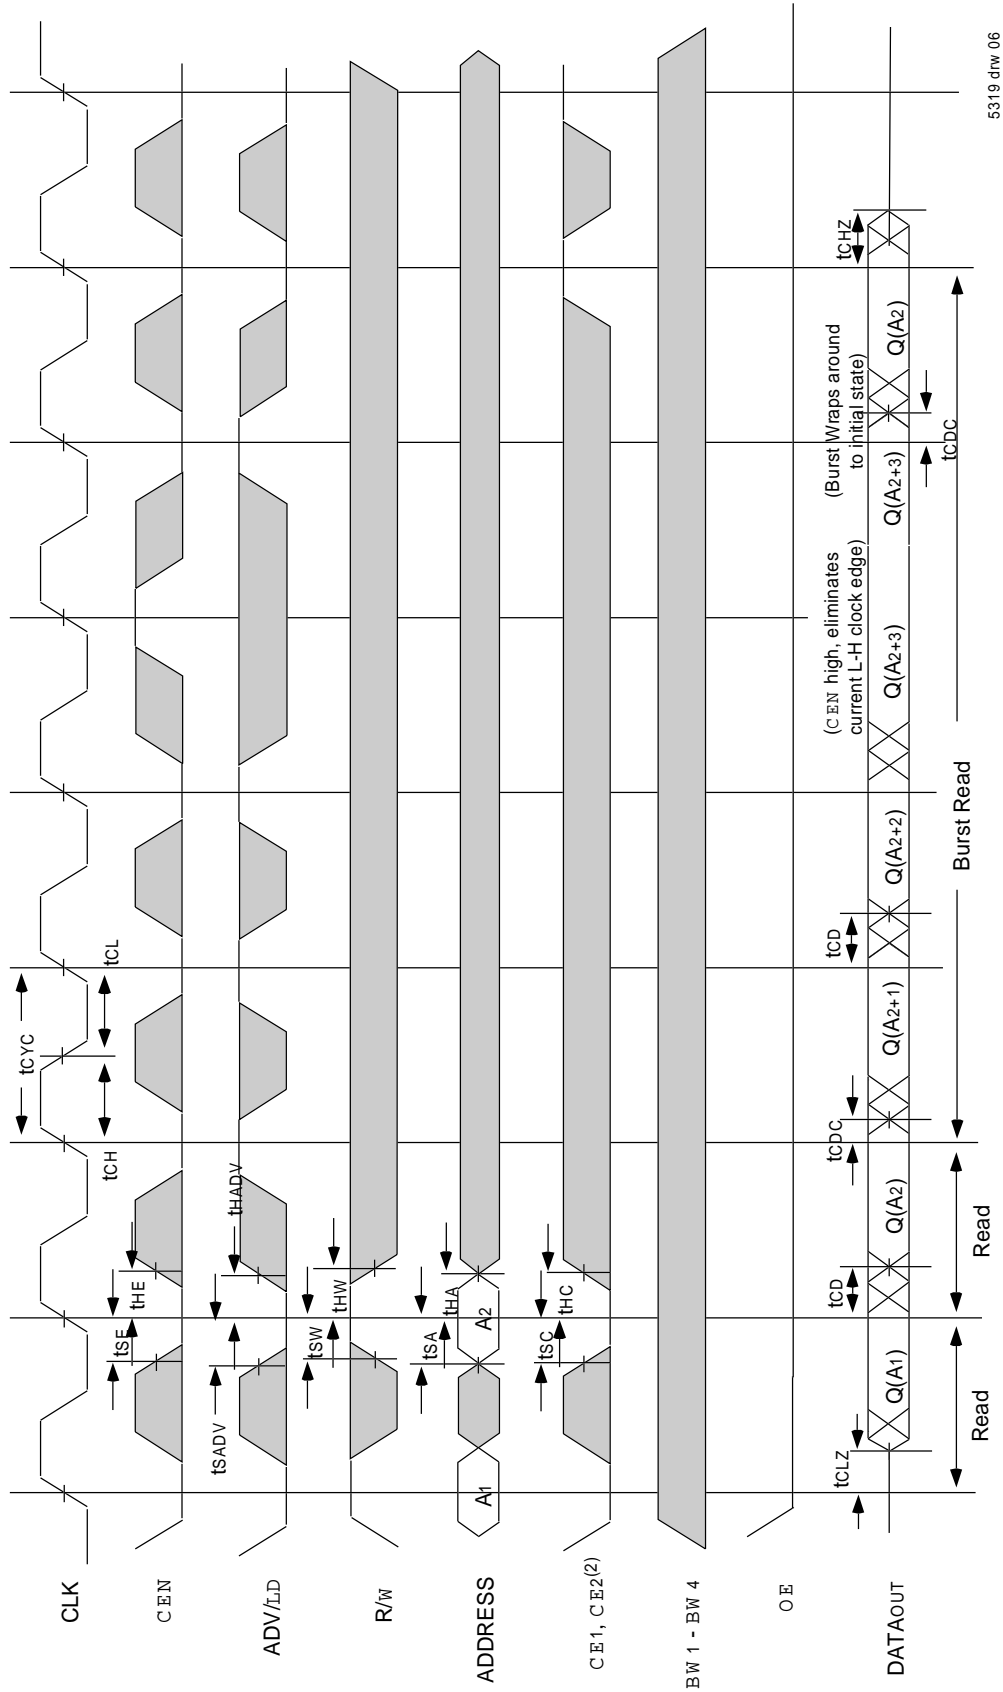 CLK
CEN
ADV/LD
R/W
ADDRESS
CE1, CE2(2)
BW1 - BW4
OE
DATAOUT
tCYC
tCH
tCL
tSE
tHE
tSADV
tHADV
tSW
tHW
tSA
tHA
A1
A2
tSC
tHC
(CEN high, eliminates
current L-H clock edge)
(Burst Wraps around
to initial state)
tCLZ
tCD
tCDC
tCD
tCHZ
Q(A1)
Q(A2)
Q(A2+1)
Q(A2+2)
Q(A2+3)
Q(A2+3)
Q(A2)
tCDC
Read
Read
Burst Read
5319 drw 06